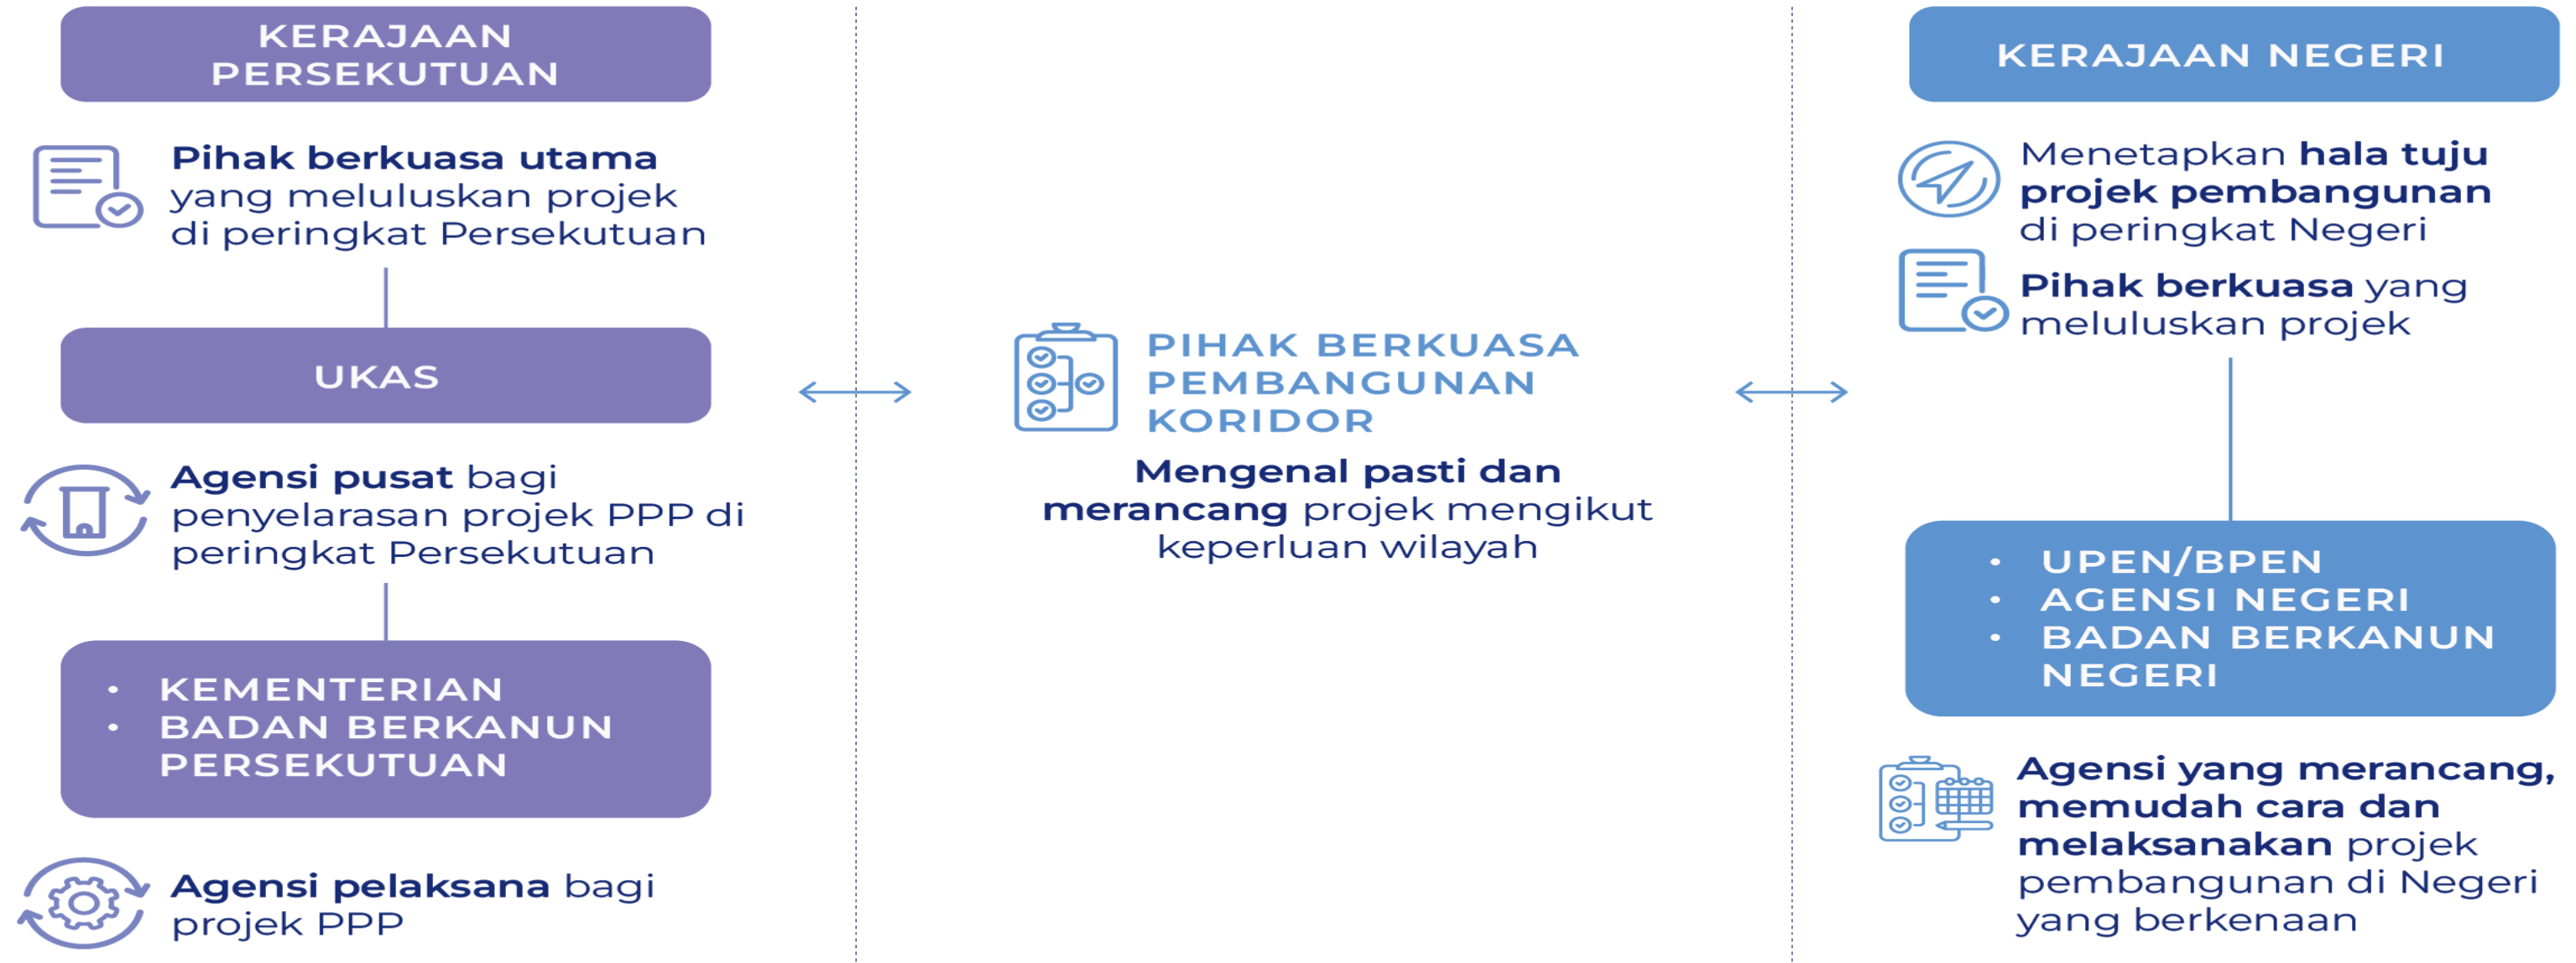 KERAJAAN
PERSEKUTUAN
Pihak berkuasa utama
yang meluluskan projek
di peringkat Persekutuan
UKAS
Agensi pusat bagi
penyelarasan projek PPP di
peringkat Persekutuan
• KEMENTERIAN
• BADAN BERKANUN
PERSEKUTUAN
Agensi pelaksana bagi
projek PPP
PIHAK BERKUASA
PEMBANGUNAN
KORIDOR
Mengenal pasti dan
merancang projek mengikut
keperluan wilayah
KERAJAAN NEGERI
Menetapkan hala tuju
projek pembangunan
di peringkat Negeri
Pihak berkuasa yang
meluluskan projek
• UPEN/BPEN
• AGENSI NEGERI
• BADAN BERKANUN
NEGERI
Agensi yang merancang,
memudah cara dan
melaksanakan projek
pembangunan di Negeri
yang berkenaan